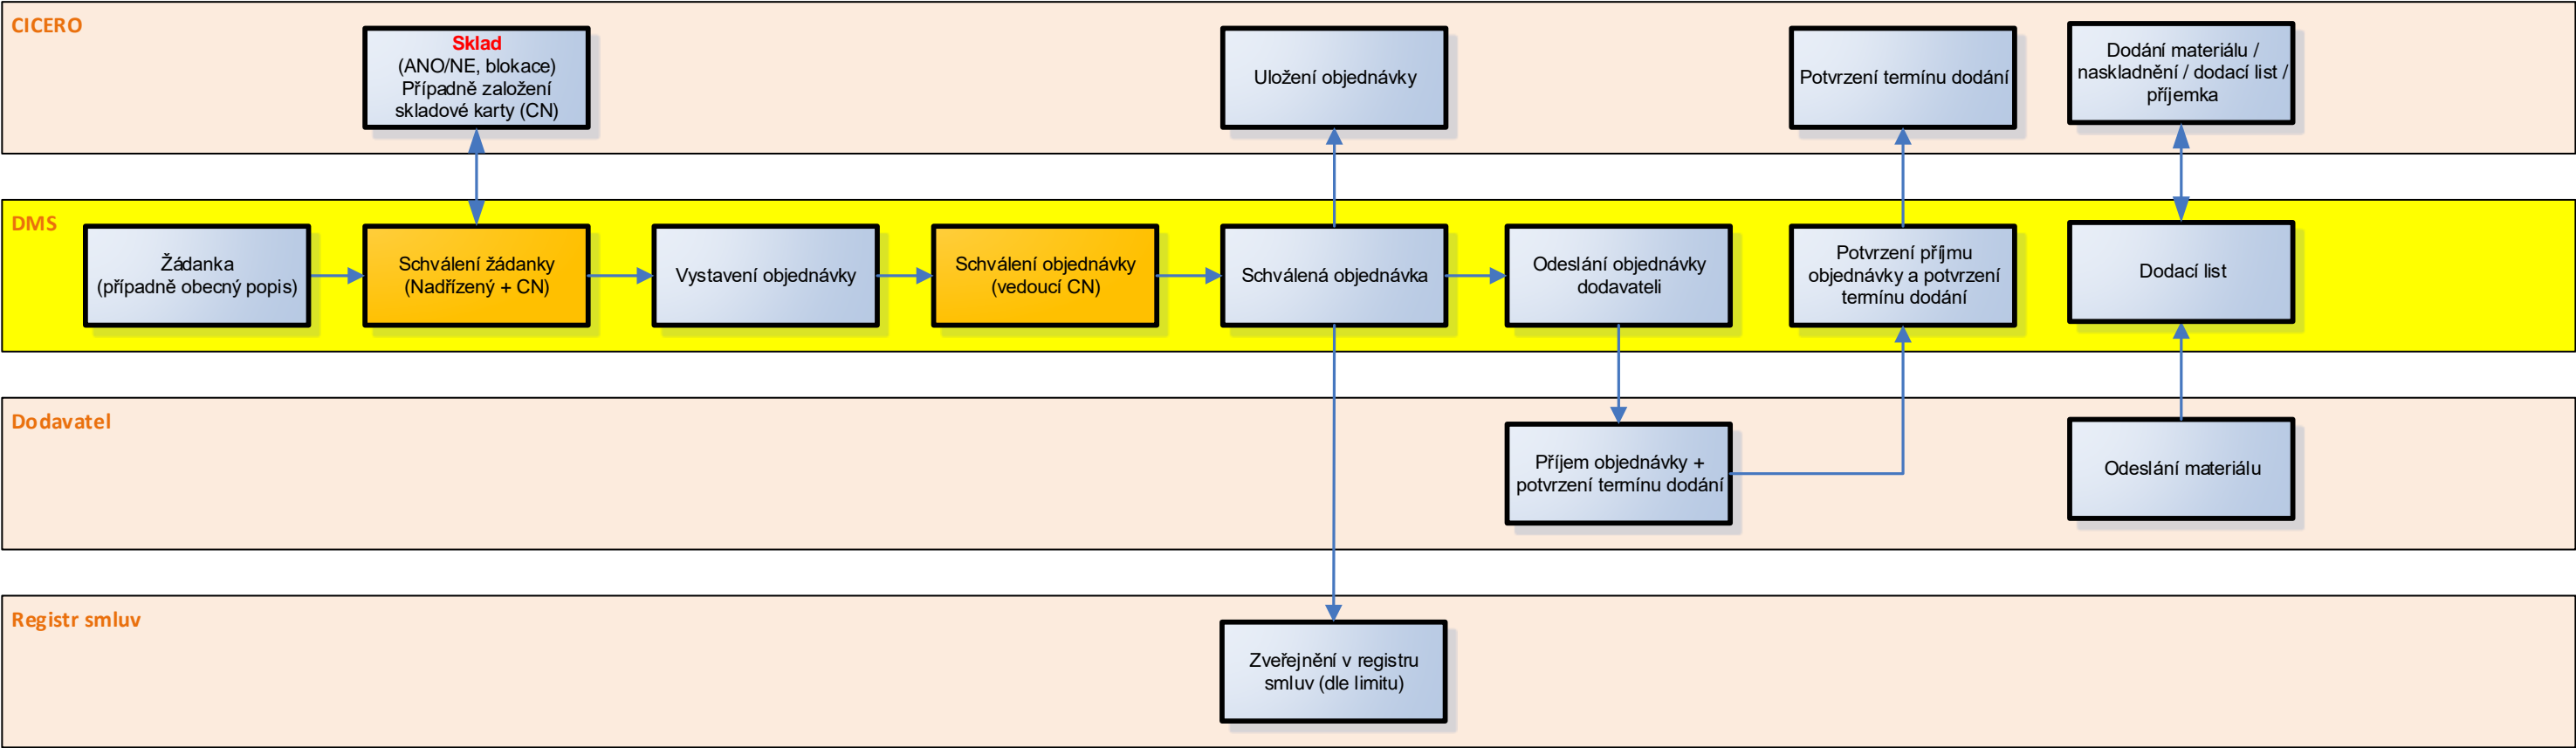 CICERO
Sklad
(ANO/NE, blokace)
Případně založení
skladové karty (CN)
Uložení objednávky
Potvrzení termínu dodání
Dodání materiálu /
naskladnění / dodací list /
příjemka
DMS
Žádanka
(případně obecný popis)
Schválení žádanky
(Nadřízený + CN)
Vystavení objednávky
Schválení objednávky
(vedoucí CN)
Schválená objednávka
Odeslání objednávky
dodavateli
Potvrzení příjmu
objednávky a potvrzení
termínu dodání
Dodací list
Dodavatel
Příjem objednávky +
potvrzení termínu dodání
Odeslání materiálu
Registr smluv
Zveřejnění v registru
smluv (dle limitu)